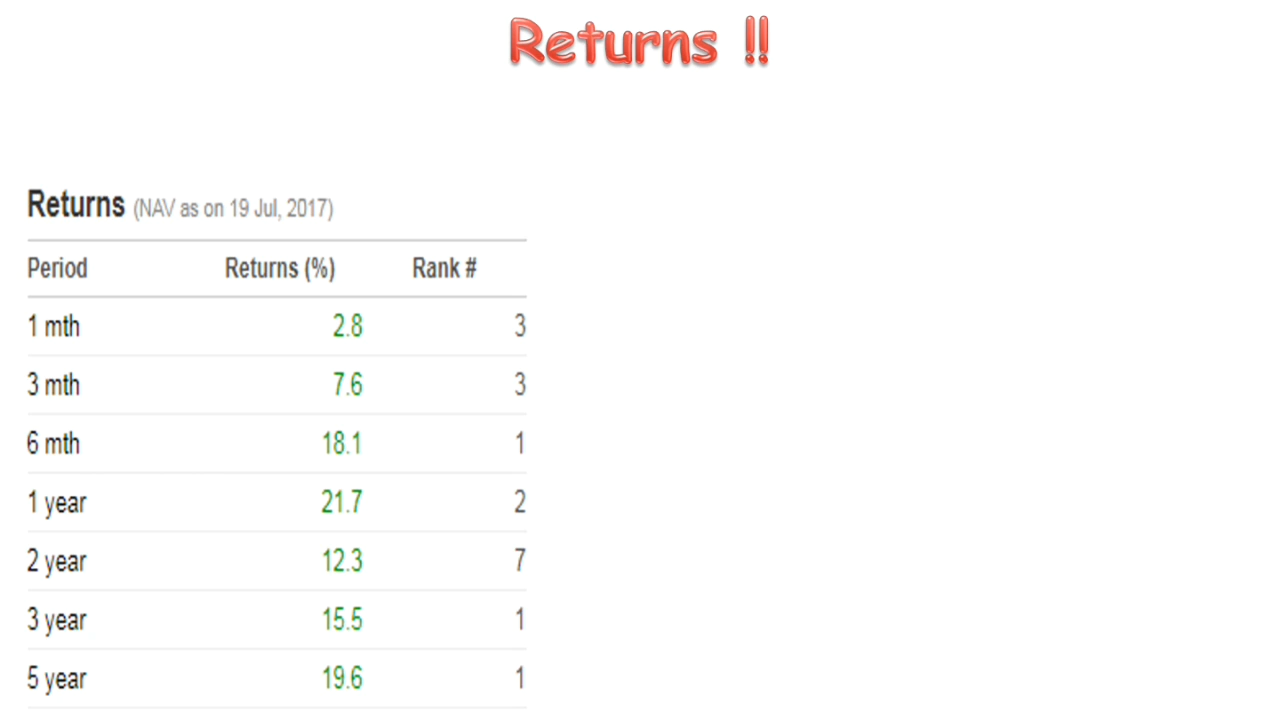 Returns !!
Returns (NAV as on 19 Jul, 2017)
Period Returns (%) Rank #
1 mth 2.8 3
3 mth 7.6 3
6 mth 18.1 1
1 year 21.7 2
2 year 12.3 7
3 year 15.5 1
5 year 19.6 1